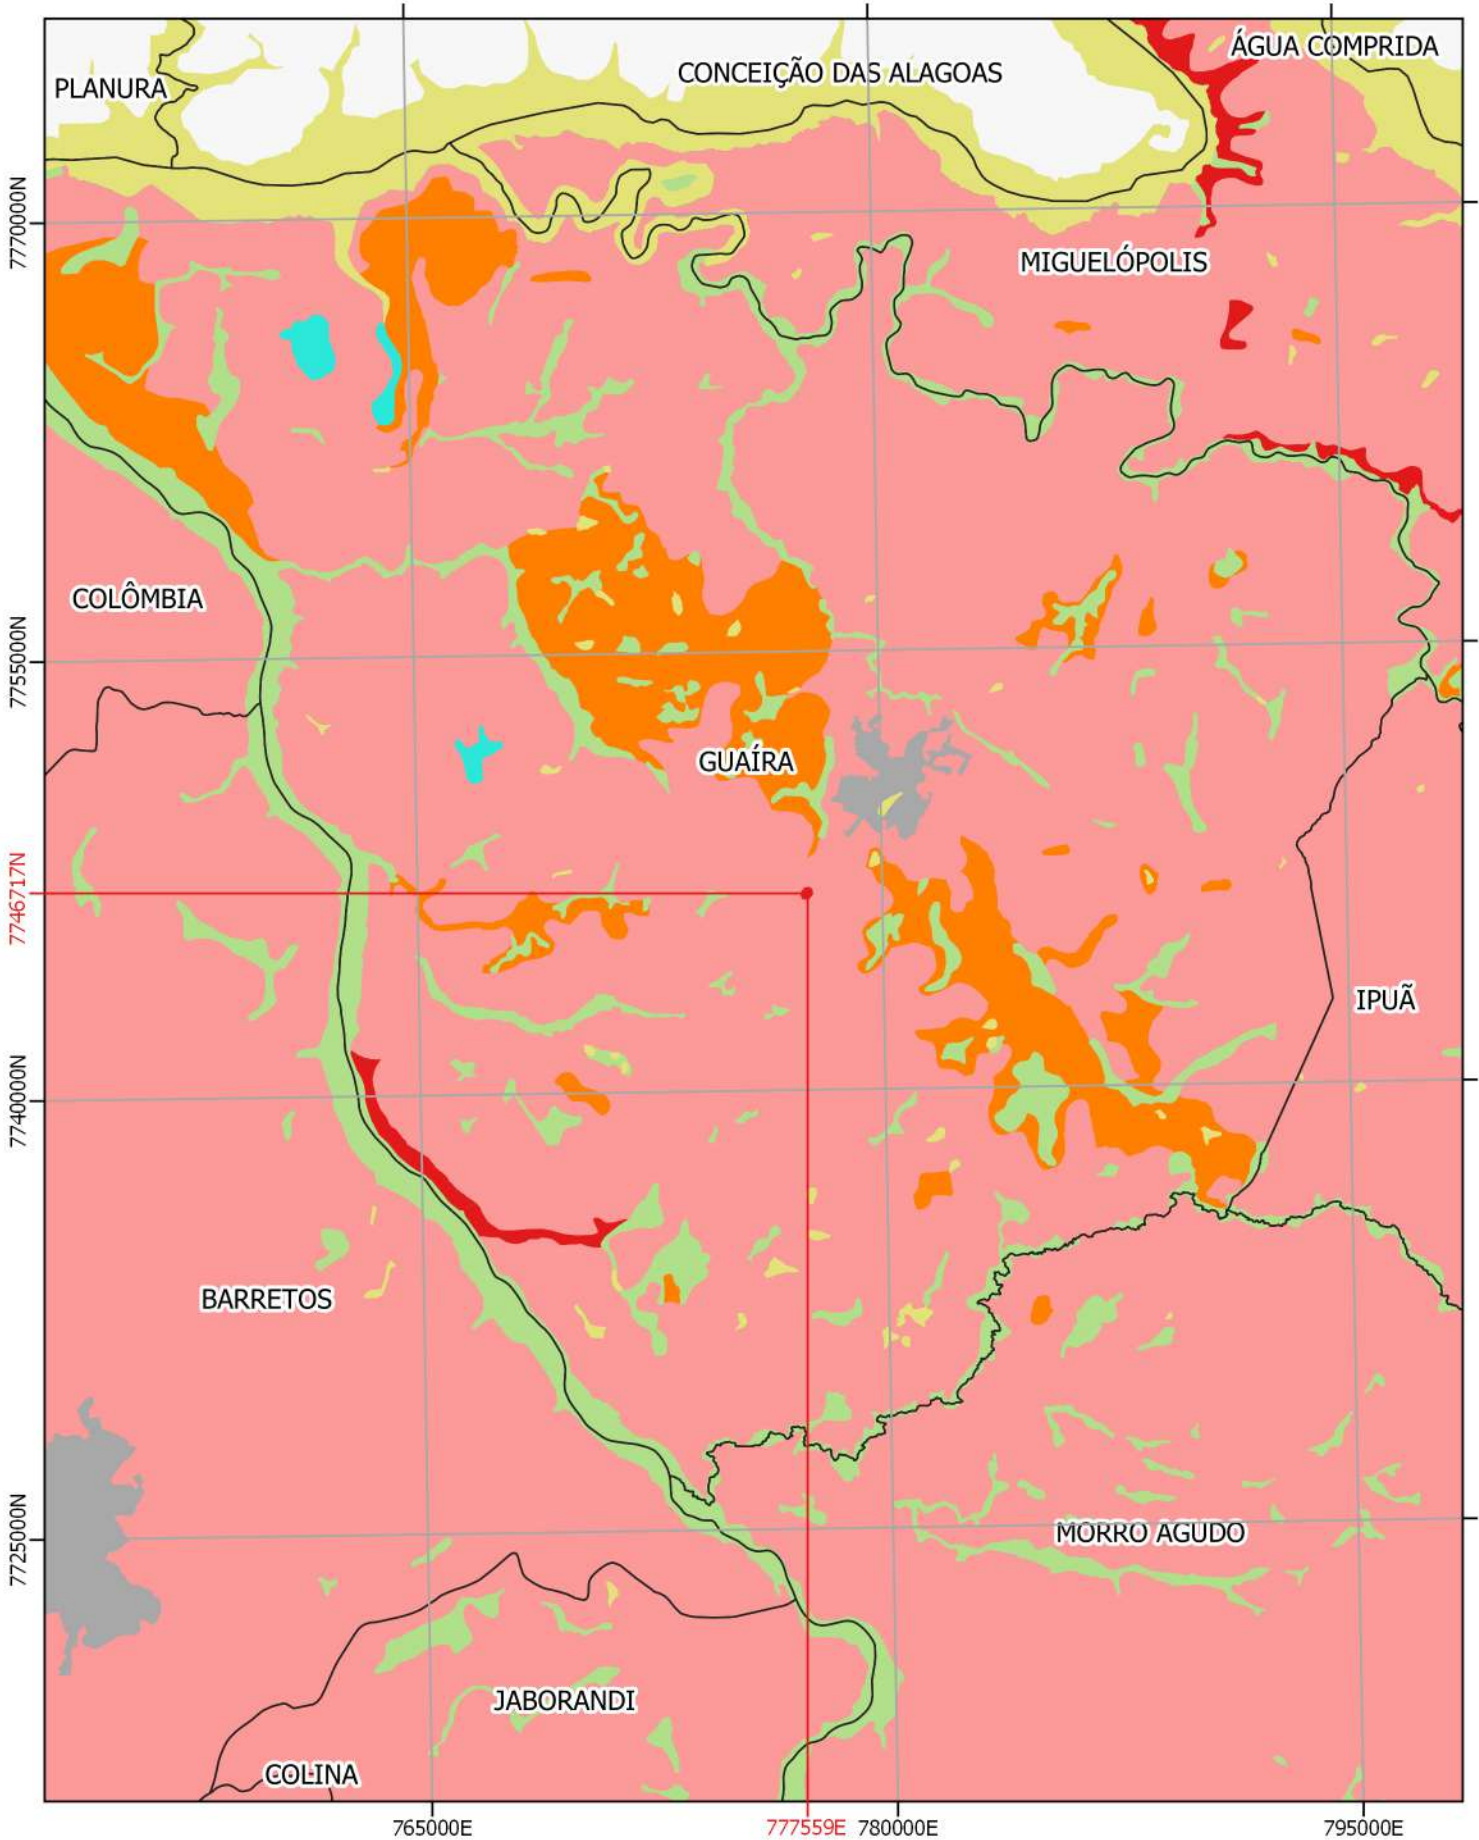 ÁGUA COMPRIDA
CONCEIÇÃO DAS ALAGOAS
PLANURA
7770000N
MIGUELÓPOLIS
COLÔMBIA
7755000N
GUAÍRA
7746717N
IPUÃ
7740000N
BARRETOS
7725000N
MORRO AGUDO
JABORANDI
COLINA
765000E
777559E
780000E
795000E